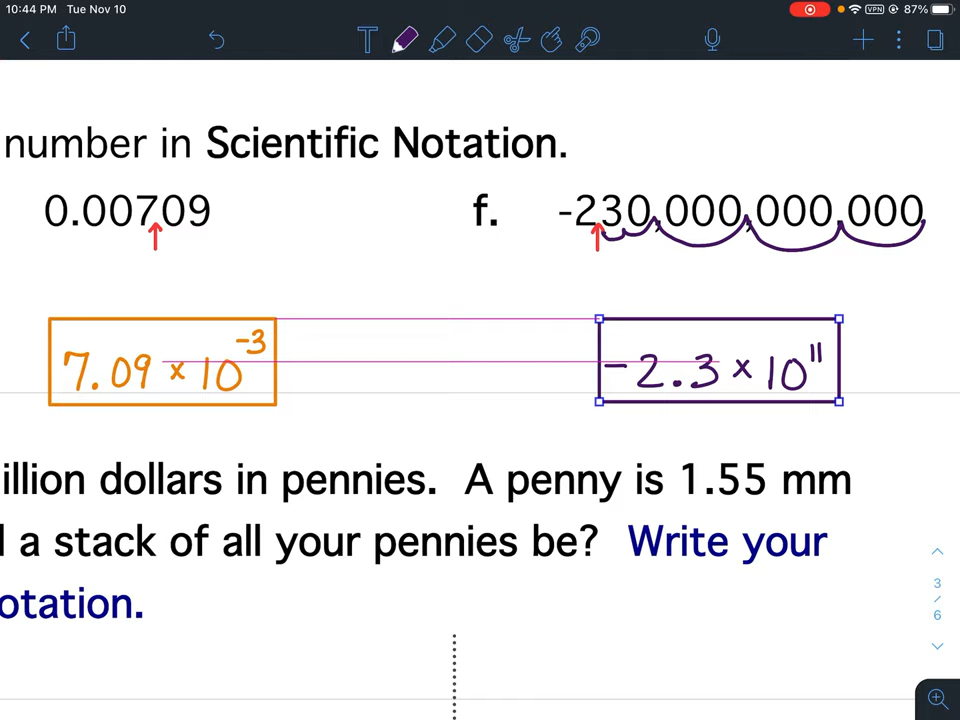 10:44 PM Tue Nov 10 VPN 87%
number in Scientific Notation.
0.00709 f. -230,000,000,000
7.09 × 10⁻³ -2.3 × 10¹¹
illion dollars in pennies. A penny is 1.55 mm
a stack of all your pennies be? Write your
otation.
3
/
6